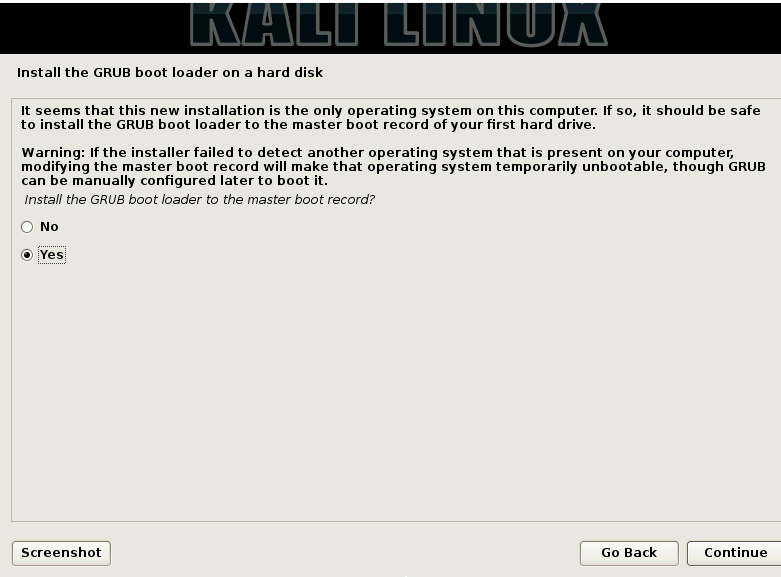 KALI LINUX
Install the GRUB boot loader on a hard disk
It seems that this new installation is the only operating system on this computer. If so, it should be safe
to install the GRUB boot loader to the master boot record of your first hard drive.
Warning: If the installer failed to detect another operating system that is present on your computer,
modifying the master boot record will make that operating system temporarily unbootable, though GRUB
can be manually configured later to boot it.
Install the GRUB boot loader to the master boot record?
No
Yes
Screenshot
Go Back
Continue